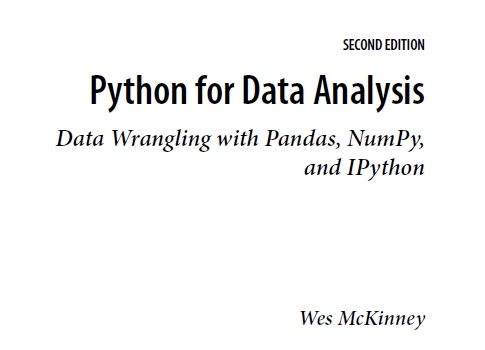 SECOND EDITION
Python for Data Analysis
Data Wrangling with Pandas, NumPy,
and IPython
Wes McKinney